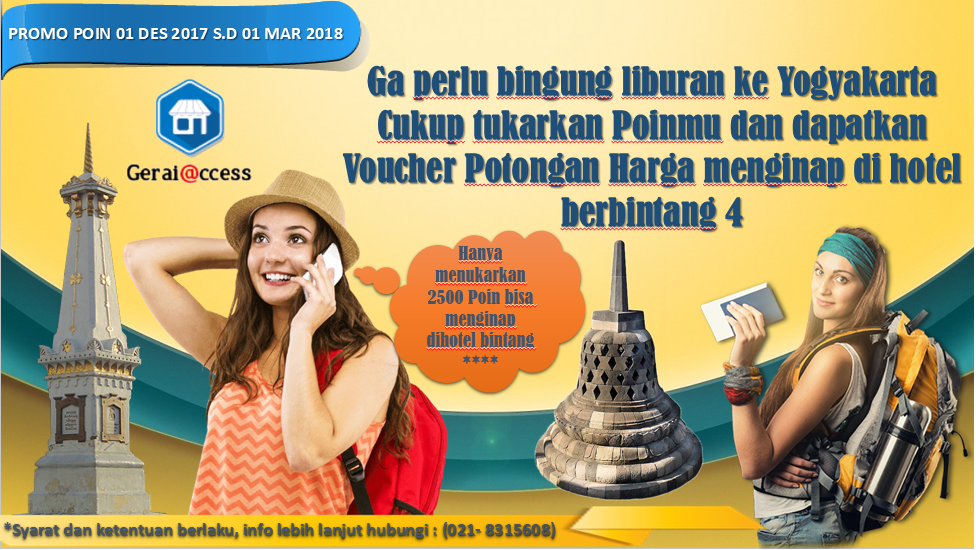 PROMO POIN 01 DES 2017 S.D 01 MAR 2018
Ga perlu bingung liburan ke Yogyakarta
Cukup tukarkan Poinmu dan dapatkan
Voucher Potongan Harga menginap di hotel
berbintang 4
Gerai@ccess
Hanya
menukarkan
2500 Poin bisa
menginap
dihotel bintang
****
*Syarat dan ketentuan berlaku, info lebih lanjut hubungi : (021- 8315608)